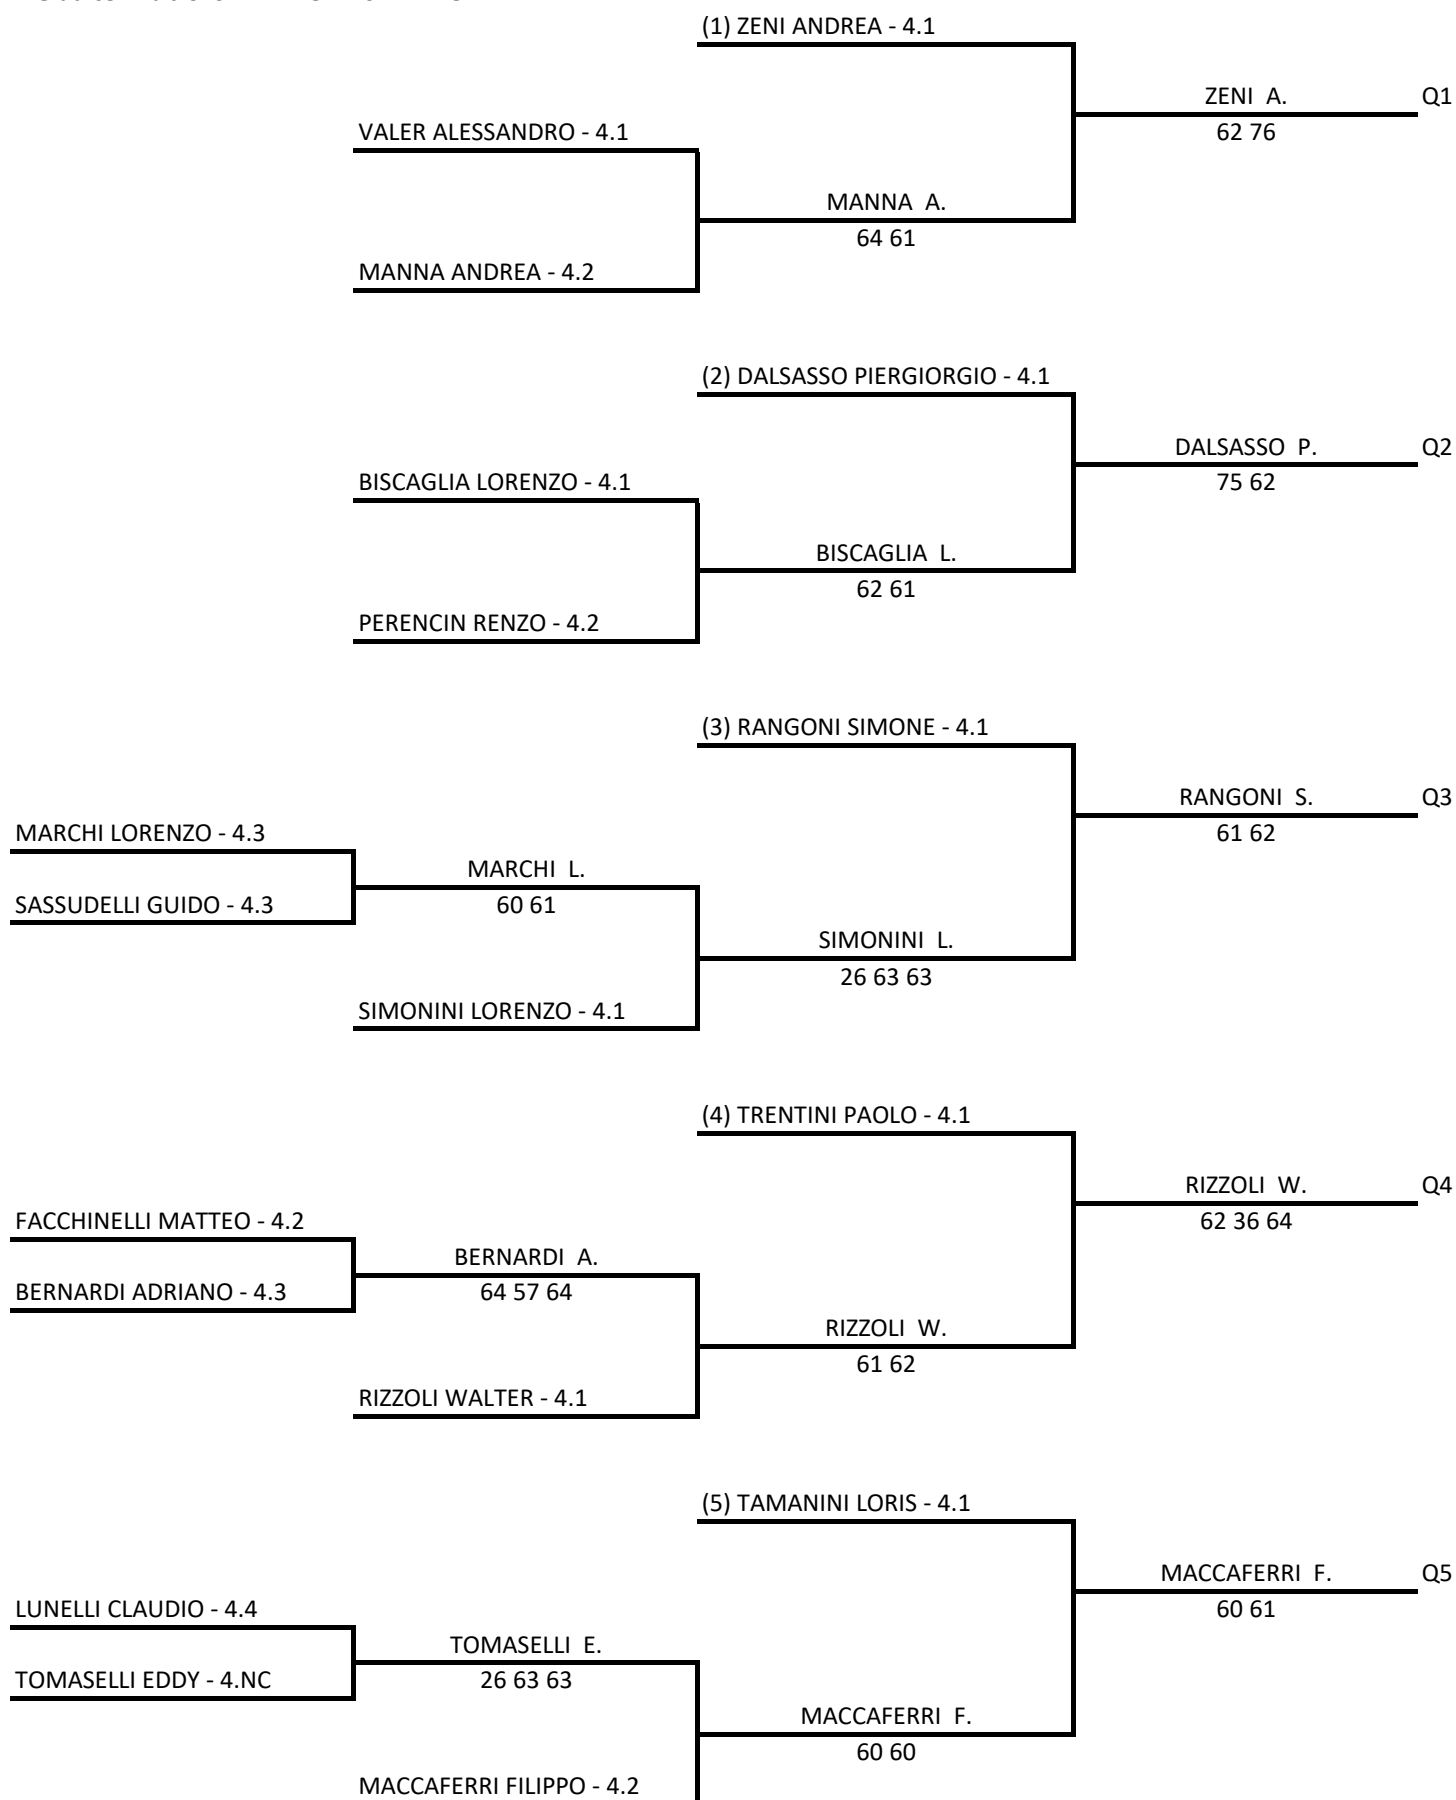 (1) ZENI ANDREA - 4.1
ZENI A. Q1
VALER ALESSANDRO - 4.1
62 76
MANNA A.
64 61
MANNA ANDREA - 4.2
(2) DALSASSO PIERGIORGIO - 4.1
DALSASSO P. Q2
BISCAGLIA LORENZO - 4.1
75 62
BISCAGLIA L.
62 61
PERENCIN RENZO - 4.2
(3) RANGONI SIMONE - 4.1
RANGONI S. Q3
MARCHI LORENZO - 4.3
61 62
MARCHI L.
SASSUDELLI GUIDO - 4.3
60 61
SIMONINI L.
26 63 63
SIMONINI LORENZO - 4.1
(4) TRENTINI PAOLO - 4.1
RIZZOLI W. Q4
FACCHINELLI MATTEO - 4.2
62 36 64
BERNARDI A.
BERNARDI ADRIANO - 4.3
64 57 64
RIZZOLI W.
61 62
RIZZOLI WALTER - 4.1
(5) TAMANINI LORIS - 4.1
MACCAFERRI F. Q5
LUNELLI CLAUDIO - 4.4
60 61
TOMASELLI E.
TOMASELLI EDDY - 4.NC
26 63 63
MACCAFERRI F.
60 60
MACCAFERRI FILIPPO - 4.2